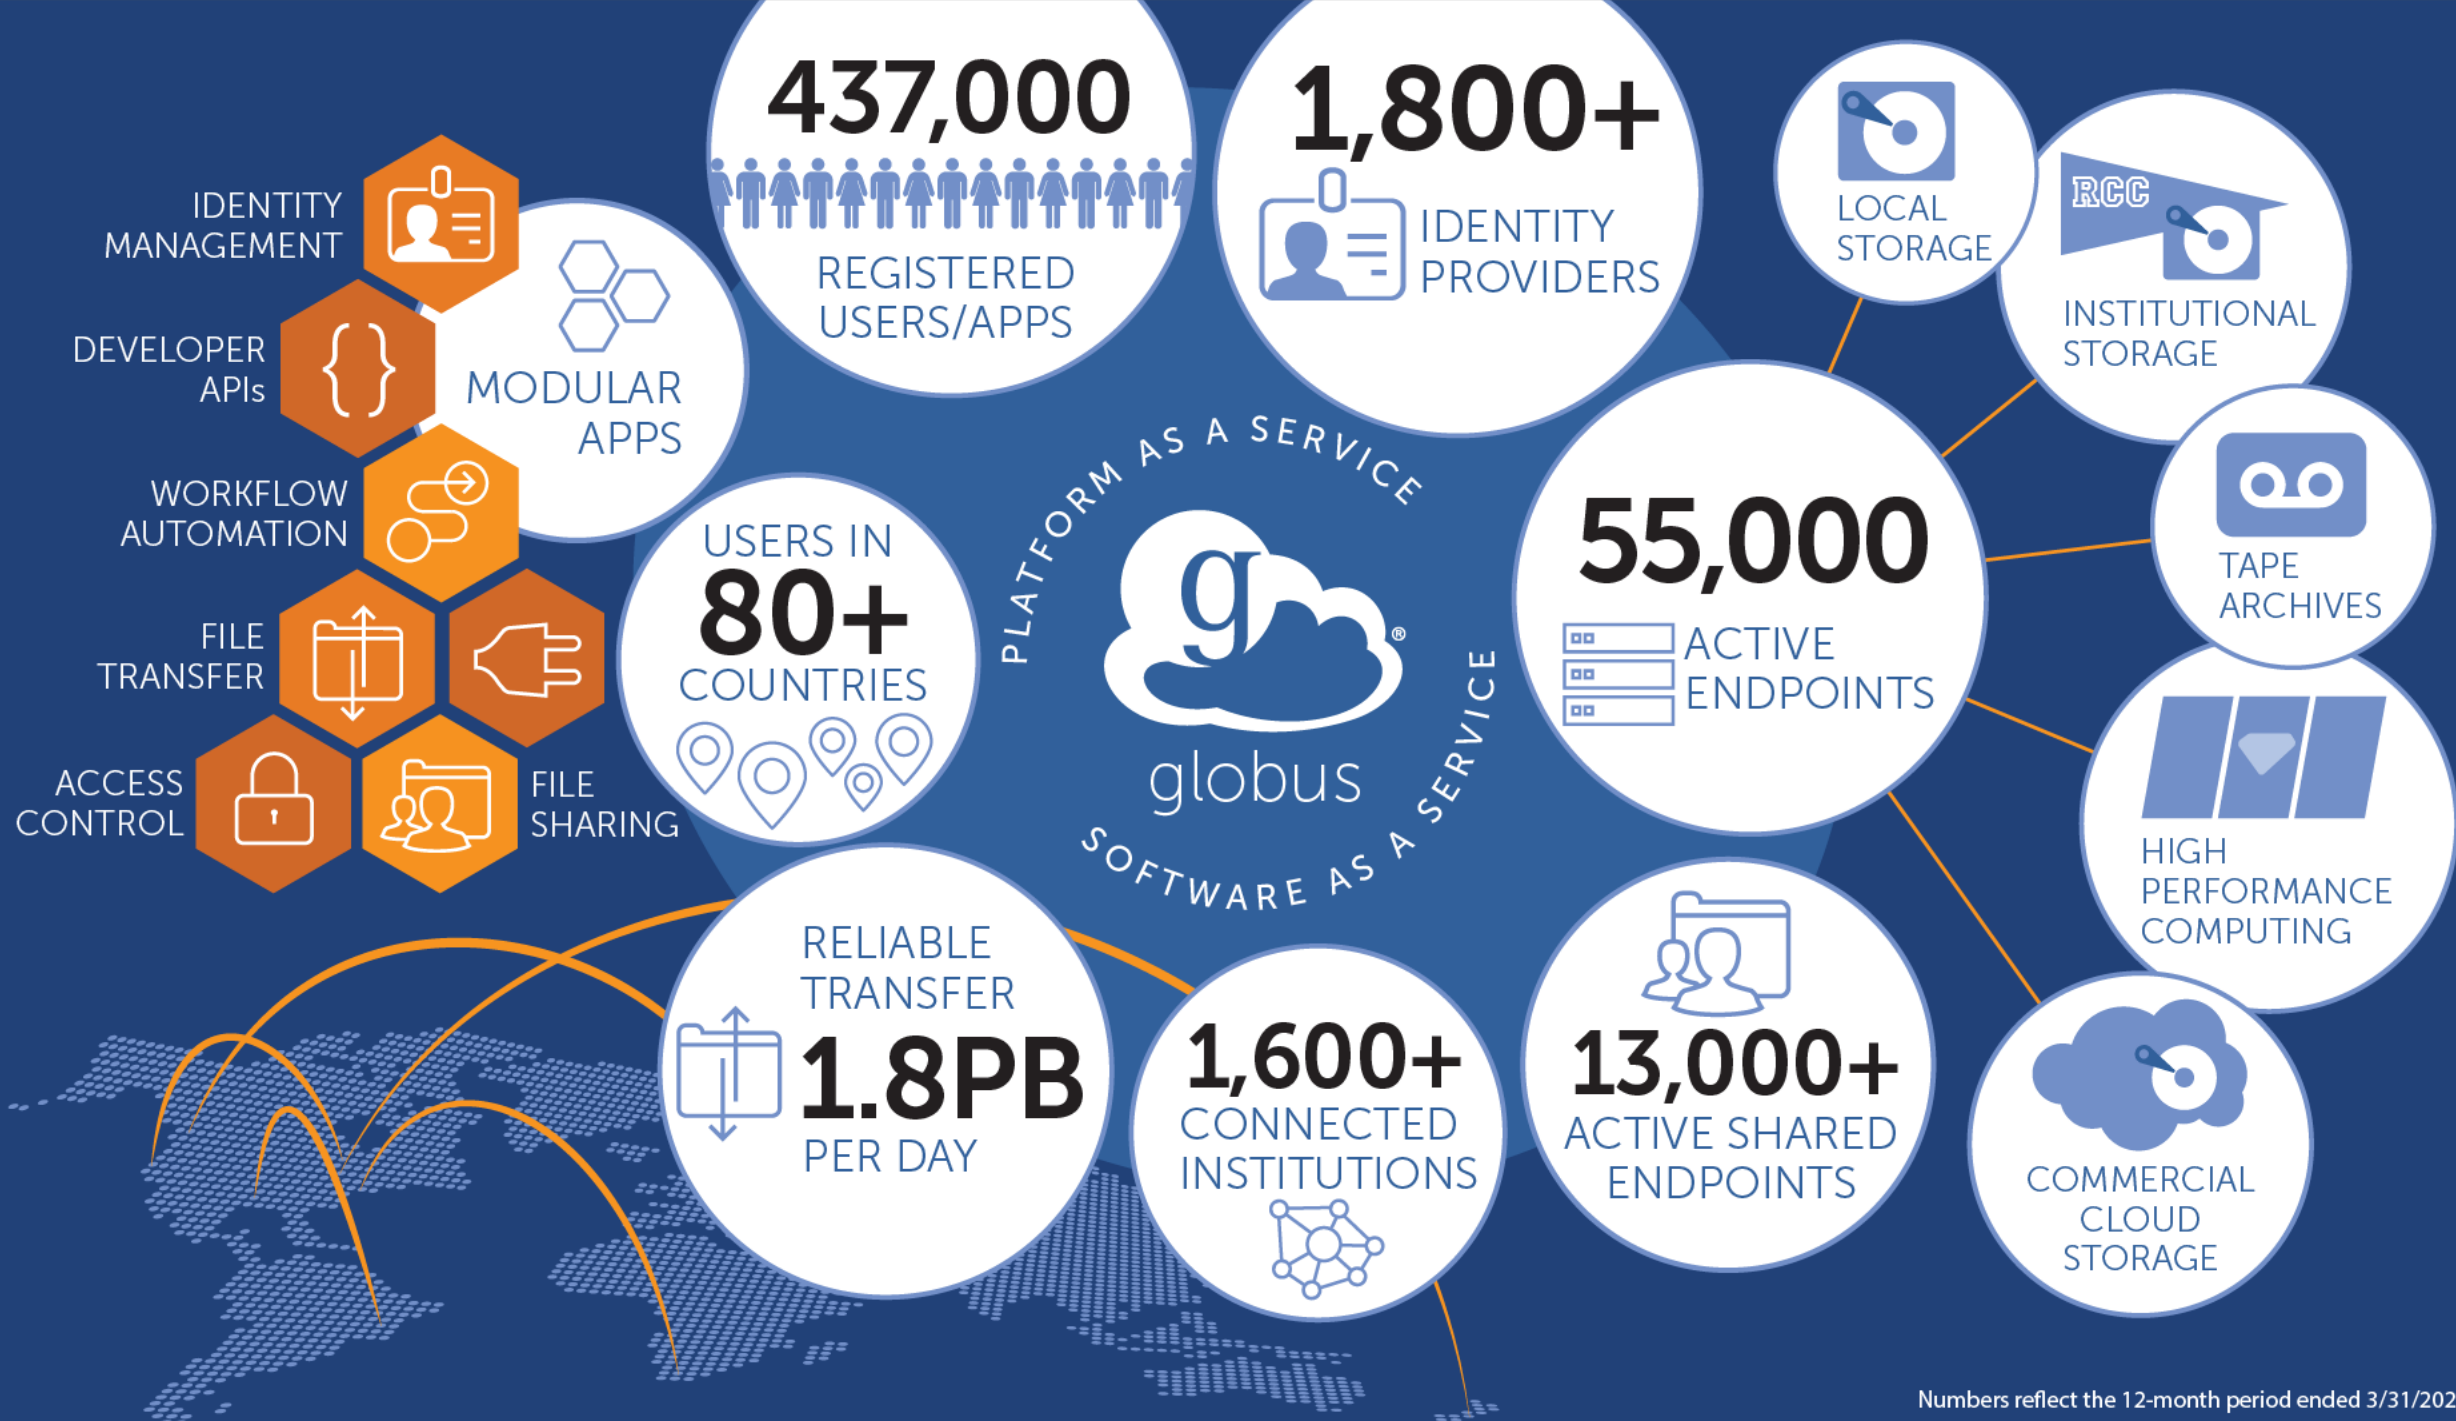 437,000
REGISTERED
USERS/APPS
1,800+
IDENTITY
PROVIDERS
LOCAL
STORAGE
RCC
INSTITUTIONAL
STORAGE
TAPE
ARCHIVES
HIGH
PERFORMANCE
COMPUTING
COMMERCIAL
CLOUD
STORAGE
IDENTITY
MANAGEMENT
DEVELOPER
APIs
WORKFLOW
AUTOMATION
FILE
TRANSFER
ACCESS
CONTROL
FILE
SHARING
MODULAR
APPS
USERS IN
80+
COUNTRIES
PLATFORM AS A SERVICE
g
®
globus
SOFTWARE AS A SERVICE
55,000
ACTIVE
ENDPOINTS
RELIABLE
TRANSFER
1.8PB
PER DAY
1,600+
CONNECTED
INSTITUTIONS
13,000+
ACTIVE SHARED
ENDPOINTS
Numbers reflect the 12-month period ended 3/31/202